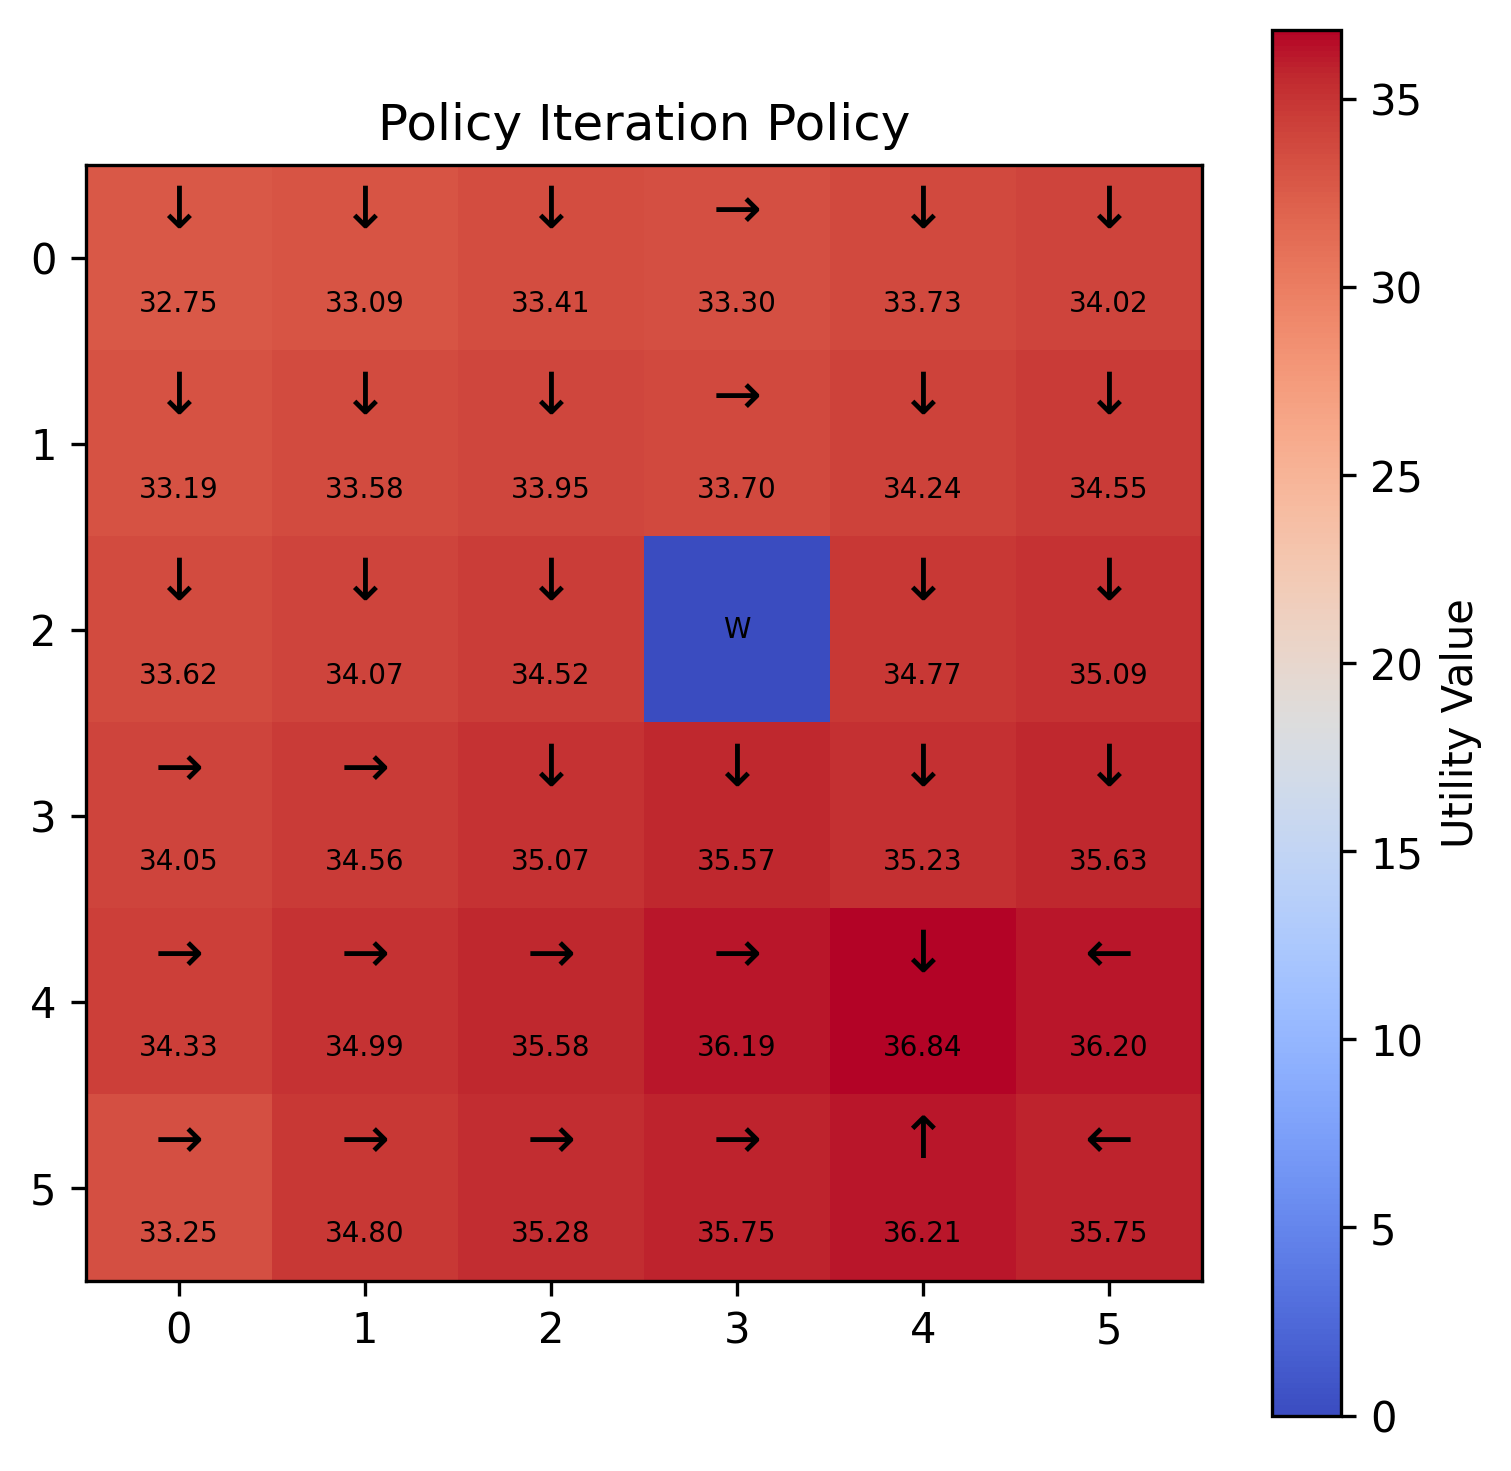 Policy Iteration Policy
0 ↓ ↓ ↓ → ↓ ↓
32.75 33.09 33.41 33.30 33.73 34.02
1 ↓ ↓ ↓ → ↓ ↓
33.19 33.58 33.95 33.70 34.24 34.55
2 ↓ ↓ ↓ W ↓ ↓
33.62 34.07 34.52 34.77 35.09
3 → → ↓ ↓ ↓ ↓
34.05 34.56 35.07 35.57 35.23 35.63
4 → → → → ↓ ←
34.33 34.99 35.58 36.19 36.84 36.20
5 → → → → ↑ ←
33.25 34.80 35.28 35.75 36.21 35.75
0 1 2 3 4 5
35
30
25
20
15
10
5
0
Utility Value